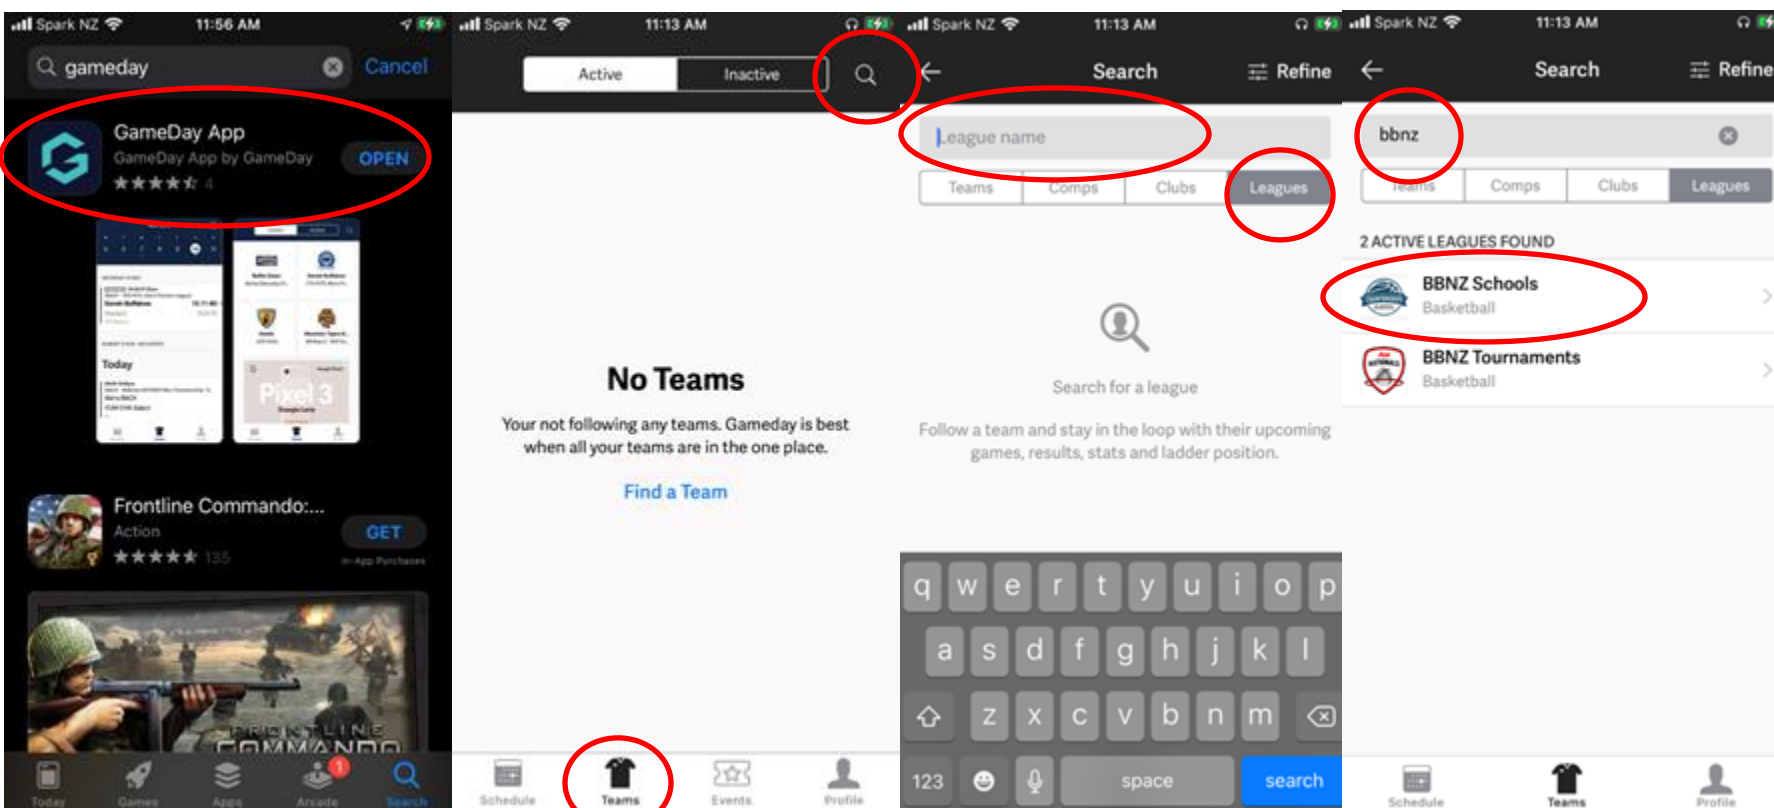 Spark NZ 11:56 AM
gameday Cancel
GameDay App
GameDay App by GameDay
OPEN
4
Today
Pixel 3
Frontline Commando:...
Action
GET
135
In-App Purchases
FRONTLINE
COMMANDO
1
Today Games Apps Arcade Search
Spark NZ 11:13 AM
Active Inactive
No Teams
Your not following any teams. Gameday is best
when all your teams are in the one place.
Find a Team
Schedule Teams Events Profile
Spark NZ 11:13 AM
Search Refine
League name
Teams Comps Clubs Leagues
Search for a league
Follow a team and stay in the loop with their upcoming
games, results, stats and ladder position.
q w e r t y u i o p
a s d f g h j k l
z x c v b n m
123 space search
Spark NZ 11:13 AM
Search Refine
bbnz
Teams Comps Clubs Leagues
2 ACTIVE LEAGUES FOUND
BBNZ Schools
Basketball
BBNZ Tournaments
Basketball
Schedule Teams Profile